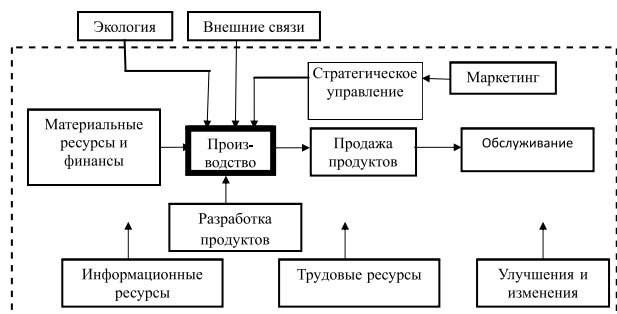 Экология
Внешние связи
Стратегическое
управление
Маркетинг
Материальные
ресурсы и
финансы
Произ-
водство
Продажа
продуктов
Обслуживание
Разработка
продуктов
Информационные
ресурсы
Трудовые ресурсы
Улучшения и
изменения